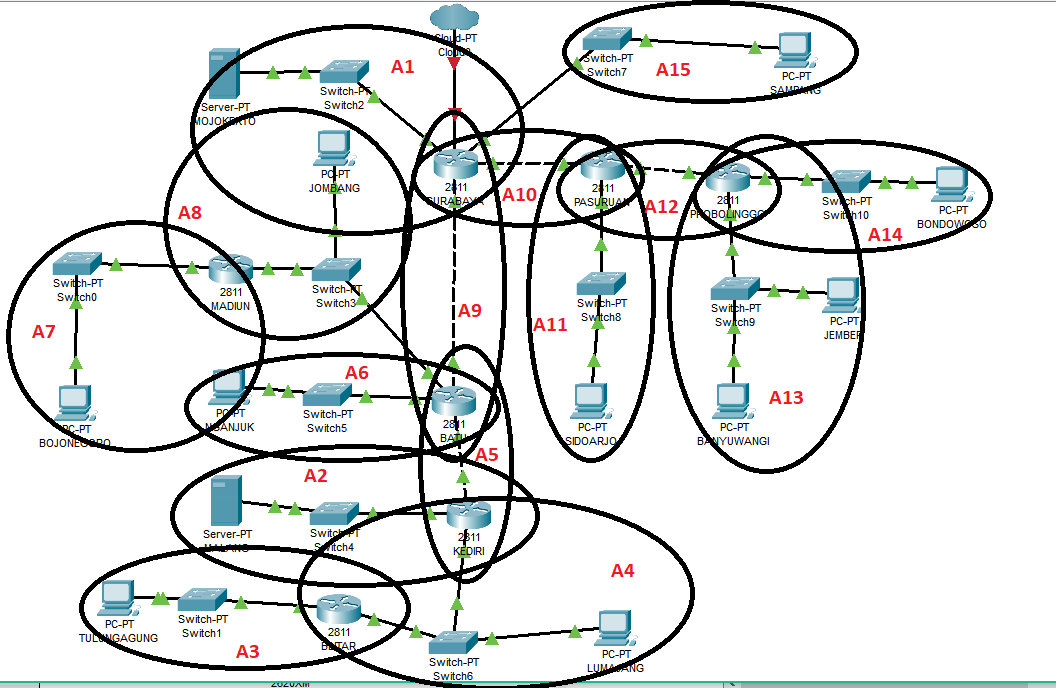 Cloud-PT
A1
Server-PT
MOJOKERTO
Switch-PT
Switch2
Switch-PT
Switch7
A15
PC-PT
SAMPANG
PC-PT
JOMBANG
2811
SURABAYA
A10
2811
PASURUAN
A12
2811
PROBOLINGGO
Switch-PT
Switch10
PC-PT
BONDOWOSO
A14
A8
Switch-PT
Switch0
2811
MADIUN
Switch-PT
Switch3
A7
A9
A11
Switch-PT
Switch8
Switch-PT
Switch9
PC-PT
JEMBER
PC-PT
BOJONEGORO
A6
PC-PT
NGANJUK
Switch-PT
Switch5
2811
BATU
PC-PT
SIDOARJO
PC-PT
BANYUWANGI
A13
A5
A2
Server-PT
MALANG
Switch-PT
Switch4
2811
KEDIRI
A4
PC-PT
TULUNGAGUNG
Switch-PT
Switch1
2811
BLITAR
A3
Switch-PT
Switch6
PC-PT
LUMAJANG
2620XM